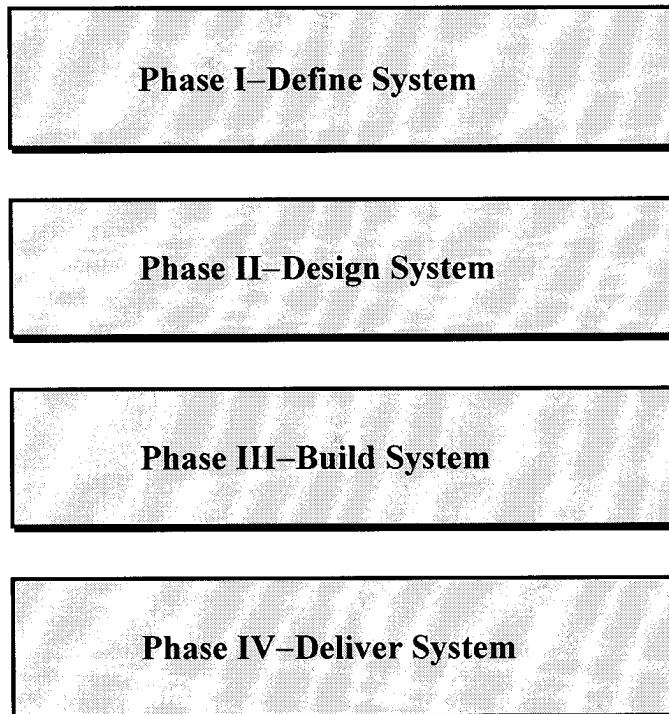 Phase I–Define System
Phase II–Design System
Phase III–Build System
Phase IV–Deliver System